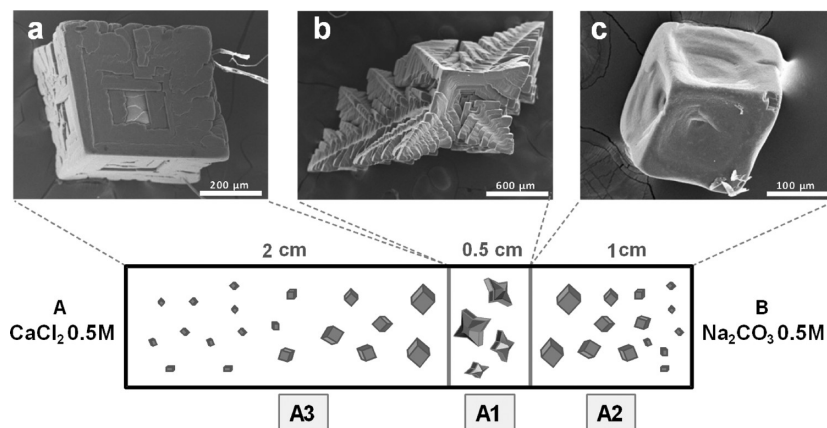 a
b
c
200 µm
600 µm
100 µm
2 cm
0.5 cm
1cm
A
CaCl₂ 0.5M
B
Na₂CO₃ 0.5M
A3
A1
A2